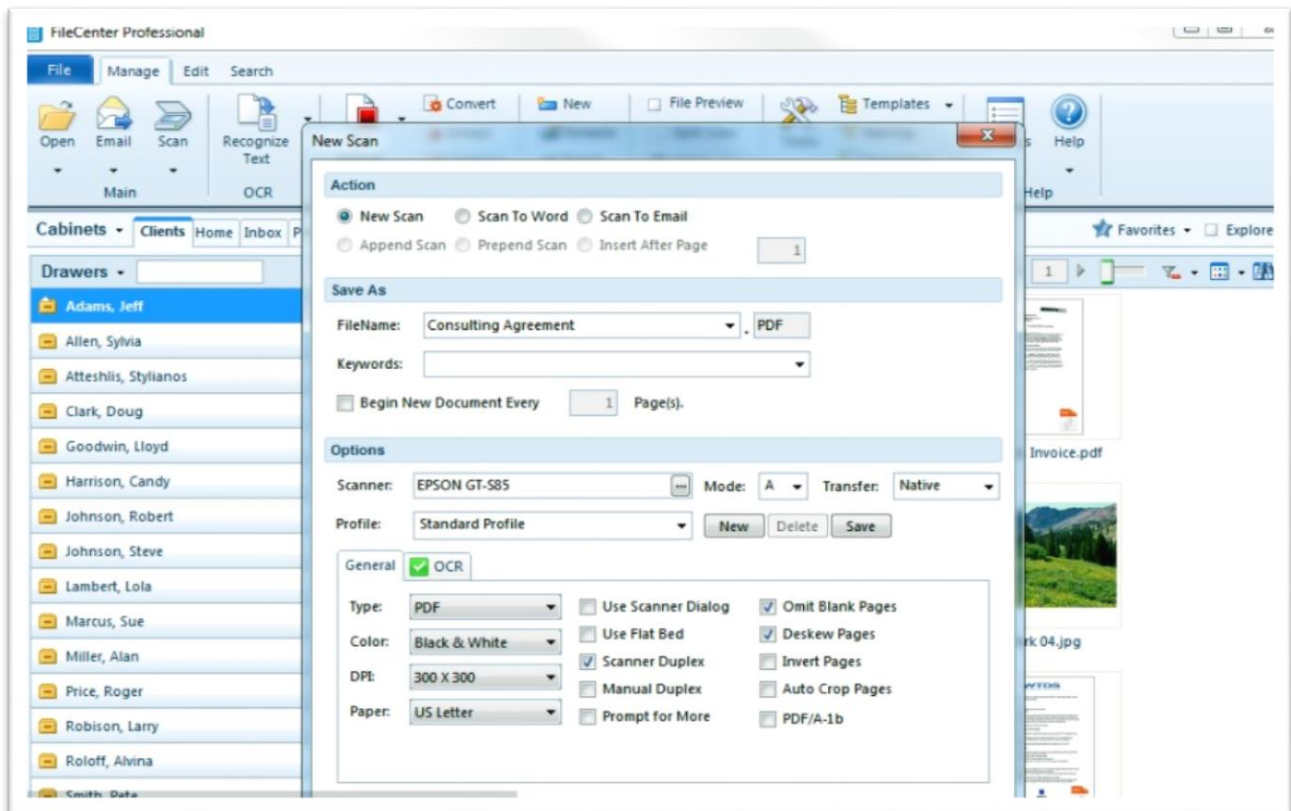 FileCenter Professional
File Manage Edit Search
Convert New File Preview Templates
Open Email Scan Recognize Text Help
Main OCR Help
Cabinets Clients Home Inbox P Favorites Explore
Drawers 1
Adams, Jeff
Allen, Sylvia
Atteshlis, Stylianos
Clark, Doug
Goodwin, Lloyd
Harrison, Candy
Johnson, Robert
Johnson, Steve
Lambert, Lola
Marcus, Sue
Miller, Alan
Price, Roger
Robison, Larry
Roloff, Alvina
Smith, Pete
New Scan
Action
New Scan Scan To Word Scan To Email
Append Scan Prepend Scan Insert After Page 1
Save As
FileName: Consulting Agreement . PDF
Keywords:
Begin New Document Every 1 Page(s).
Options
Scanner: EPSON GT-S85 ... Mode: A Transfer: Native
Profile: Standard Profile New Delete Save
General OCR
Type: PDF Use Scanner Dialog Omit Blank Pages
Color: Black & White Use Flat Bed Deskew Pages
Scanner Duplex Invert Pages
DPI: 300 X 300 Manual Duplex Auto Crop Pages
Paper: US Letter Prompt for More PDF/A-1b
Invoice.pdf
rk 04.jpg